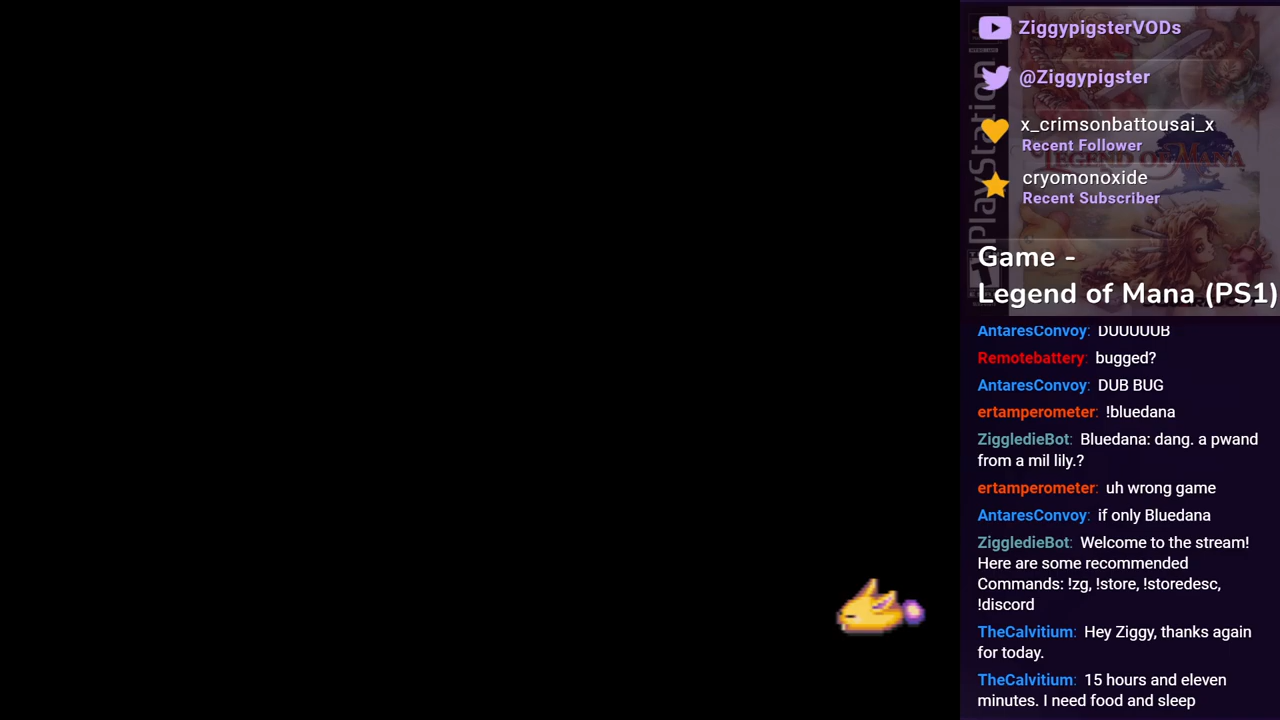 ZiggypigsterVODs
@Ziggypigster
x_crimsonbattousai_x
Recent Follower
cryomonoxide
Recent Subscriber
PlayStation
LEGEND OF MANA
Game -
Legend of Mana (PS1)
AntaresConvoy: DUUUUUB
Remotebattery: bugged?
AntaresConvoy: DUB BUG
ertamperometer: !bluedana
ZiggledieBot: Bluedana: dang. a pwand
from a mil lily.?
ertamperometer: uh wrong game
AntaresConvoy: if only Bluedana
ZiggledieBot: Welcome to the stream!
Here are some recommended
Commands: !zg, !store, !storedesc,
!discord
TheCalvitium: Hey Ziggy, thanks again
for today.
TheCalvitium: 15 hours and eleven
minutes. I need food and sleep